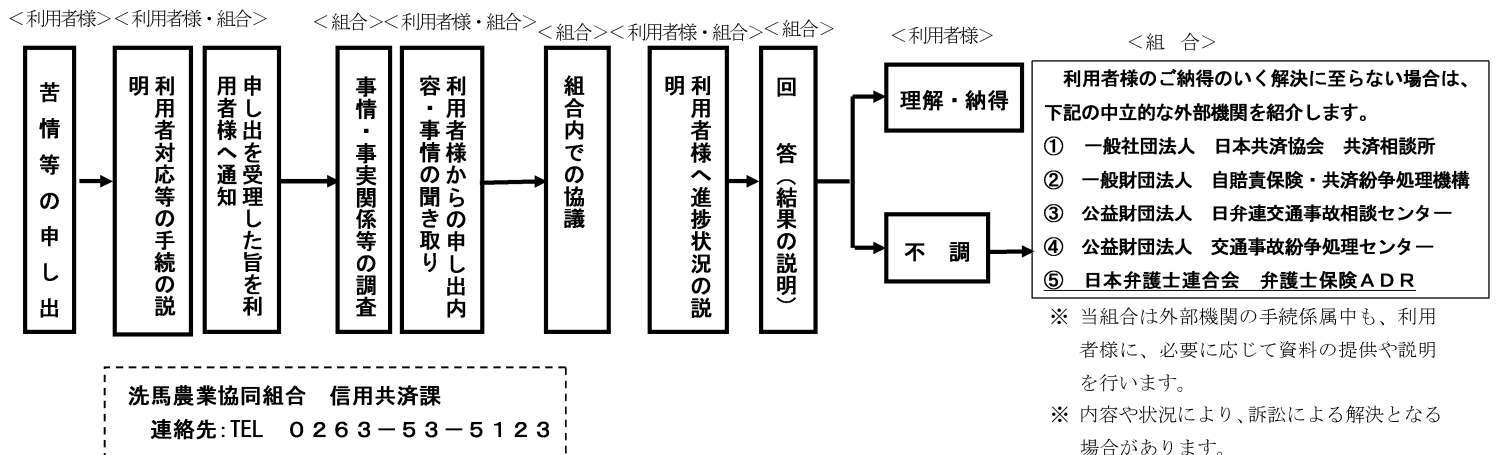 ＜利用者様＞
＜利用者様・組合＞
＜組合＞
＜利用者様・組合＞
＜組合＞
＜利用者様・組合＞
＜組合＞
＜利用者様＞
＜組　合＞
苦情等の申し出
利用者対応等の手続の説
明
申し出を受理した旨を利
用者様へ通知
事情・事実関係等の調査
利用者様からの申し出内
容・事情の聞き取り
組合内での協議
利用者様へ進捗状況の説
明
回　答（結果の説明）
理解・納得
不　調
利用者様のご納得のいく解決に至らない場合は、
下記の中立的な外部機関を紹介します。
①　一般社団法人　日本共済協会　共済相談所
②　一般財団法人　自賠責保険・共済紛争処理機構
③　公益財団法人　日弁連交通事故相談センター
④　公益財団法人　交通事故紛争処理センター
⑤　日本弁護士連合会　弁護士保険ＡＤＲ
※ 当組合は外部機関の手続係属中も、利用
者様に、必要に応じて資料の提供や説明
を行います。
※ 内容や状況により、訴訟による解決となる
場合があります。
洗馬農業協同組合　信用共済課
連絡先：TEL　０２６３－５３－５１２３